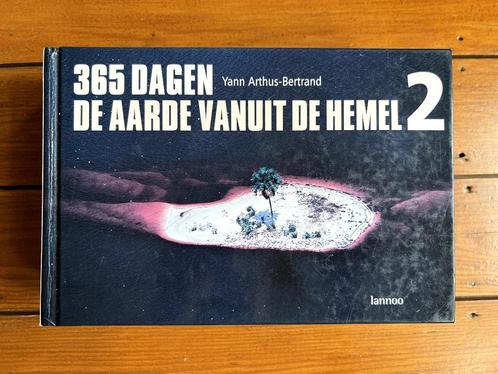 365 DAGEN Yann Arthus-Bertrand
DE AARDE VANUIT DE HEMEL 2
lannoo